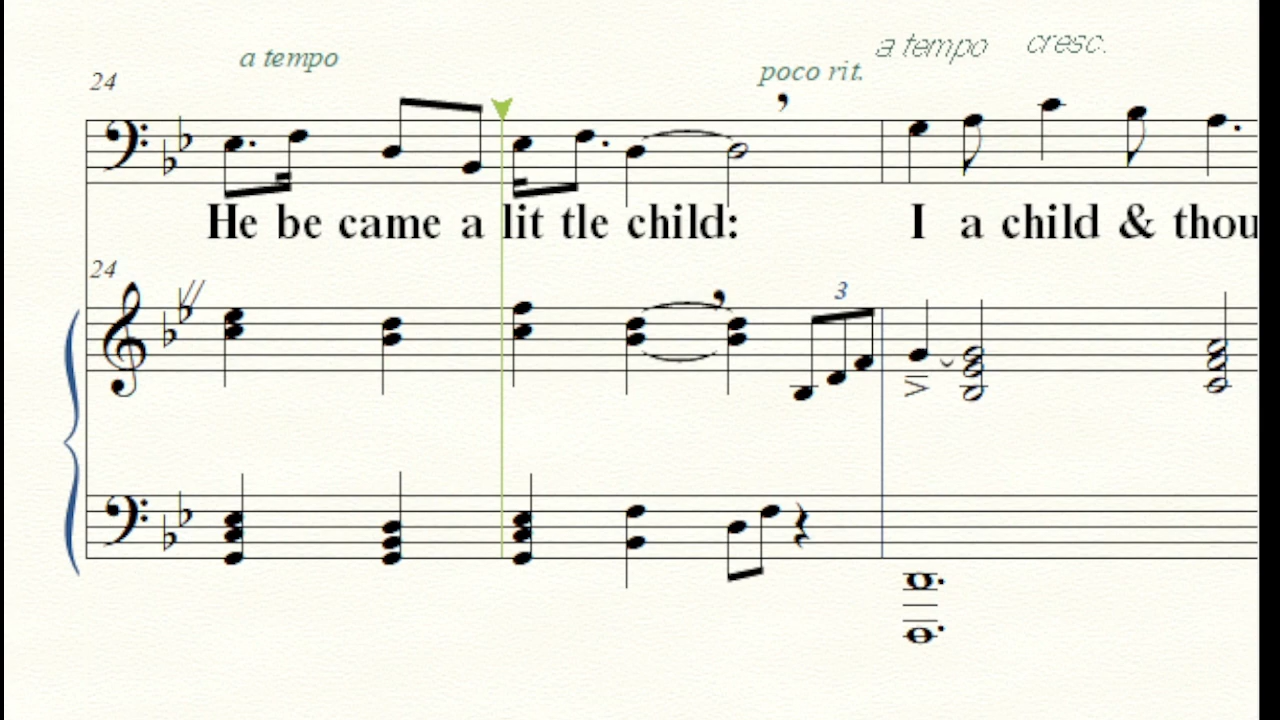 a tempo cresc.
a tempo poco rit.
24
He be came a lit tle child: I a child & thou
24
3